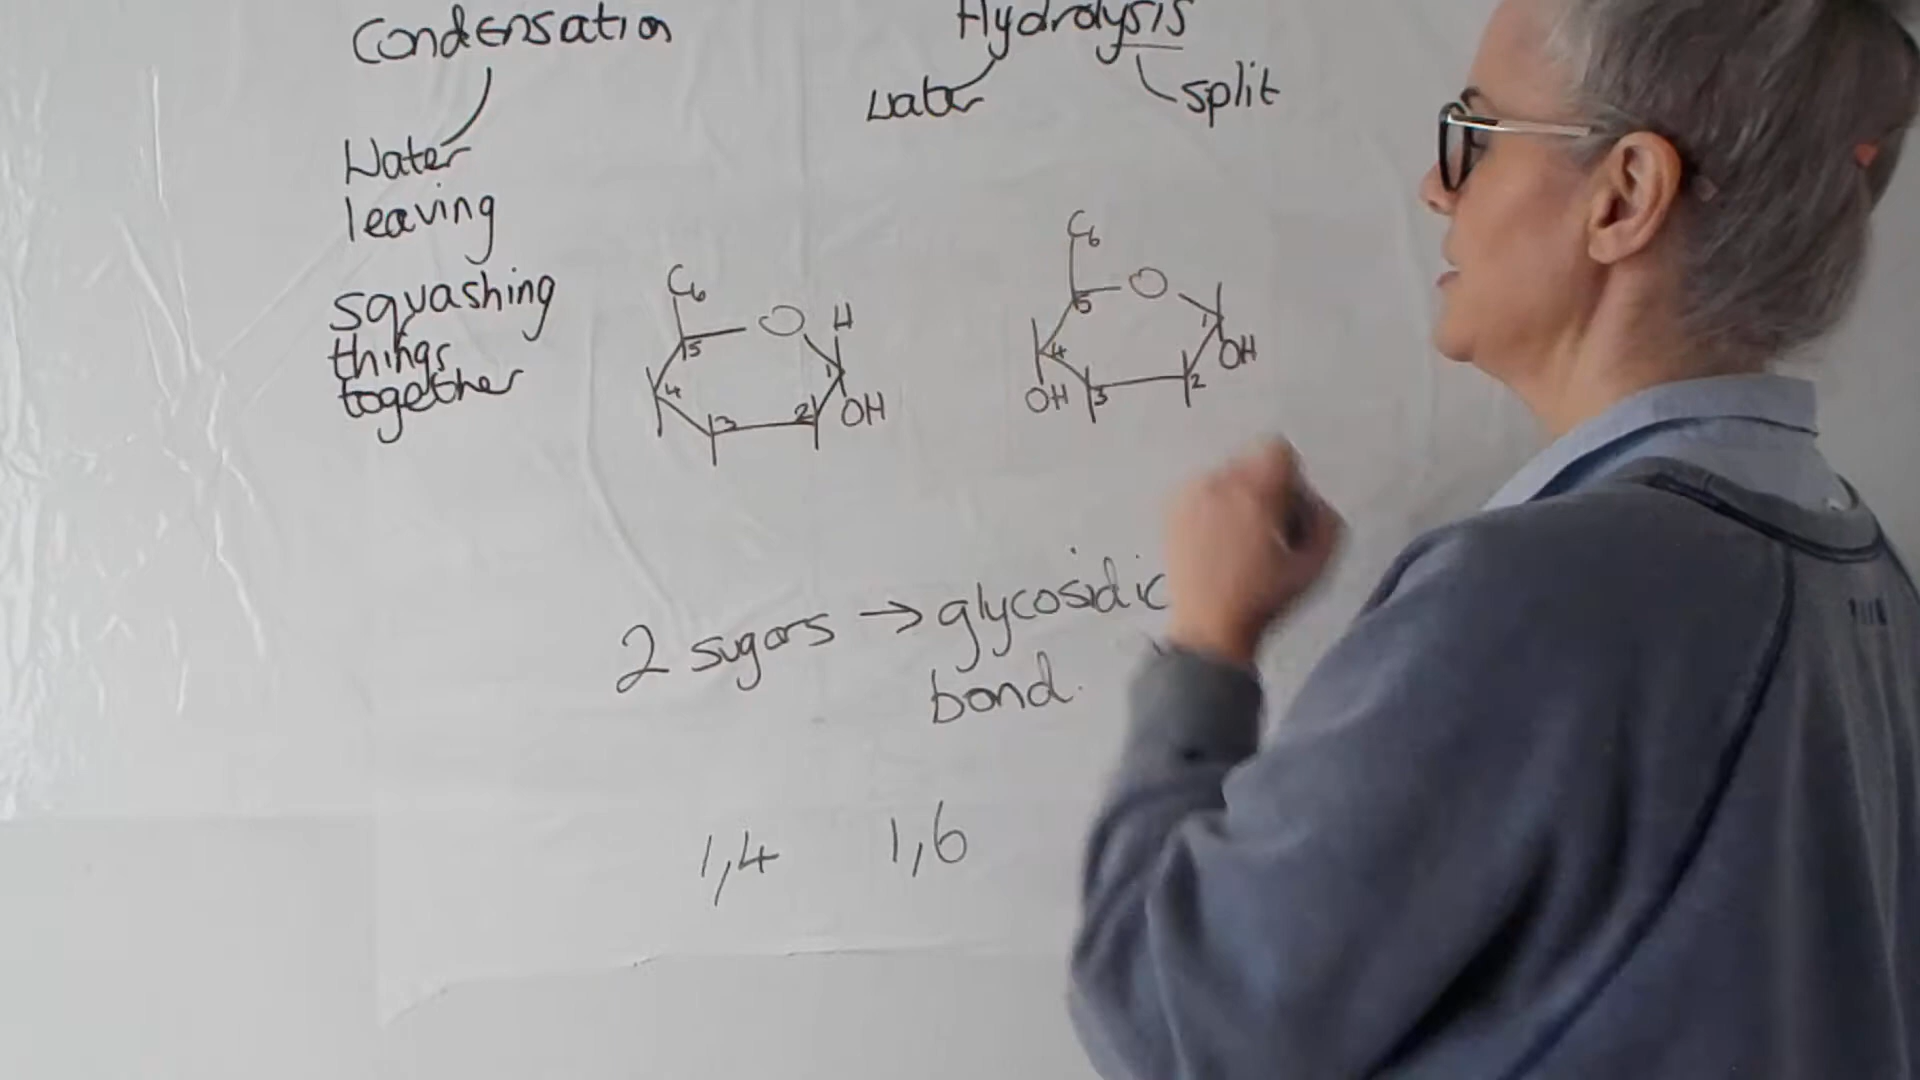 Condensation
Water
leaving
squashing
things
together
Hydrolysis
water
split
C6
O
H
5
4
3
2
1
OH
C6
O
5
4
3
2
1
OH
OH
2 sugars → glycosidic
bond.
1,4
1,6